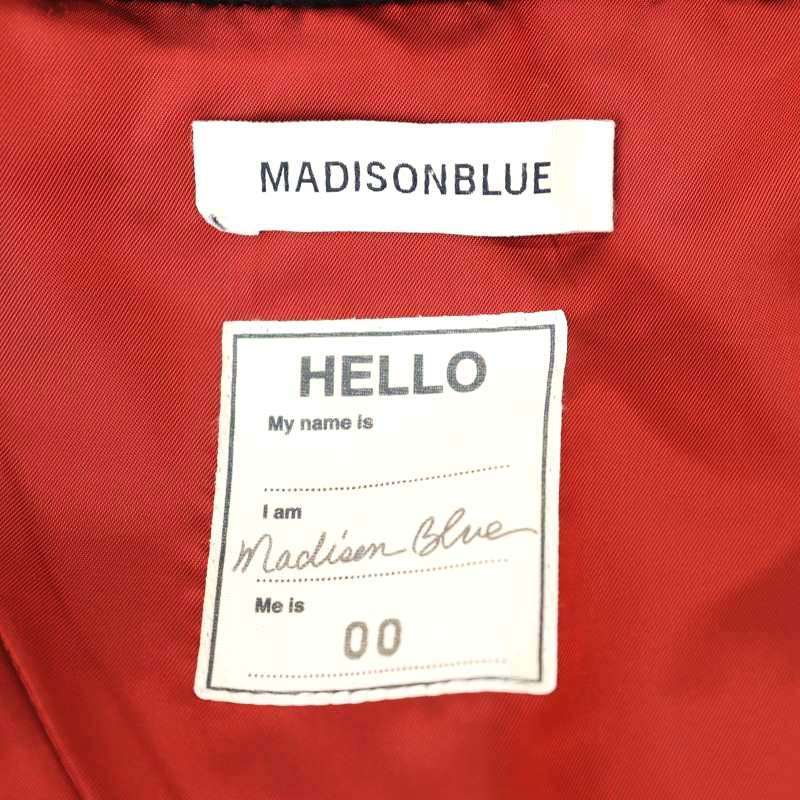 MADISONBLUE
HELLO
My name is
I am
Madison Blue
Me is
00